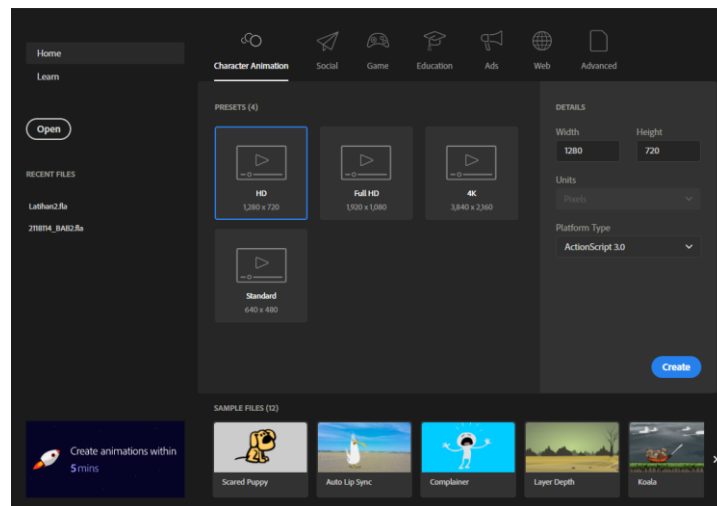 Home
Learn
Open
RECENT FILES
Latihan2.fla
2118114_BAB2.fla
Create animations within
5 mins
Character Animation
Social
Game
Education
Ads
Web
Advanced
PRESETS (4)
HD
1,280 x 720
Full HD
1,920 x 1,080
4K
3,840 x 2,160
Standard
640 x 480
DETAILS
Width
Height
1280
720
Units
Pixels
Platform Type
ActionScript 3.0
Create
SAMPLE FILES (12)
Scared Puppy
Auto Lip Sync
Complainer
Layer Depth
Koala